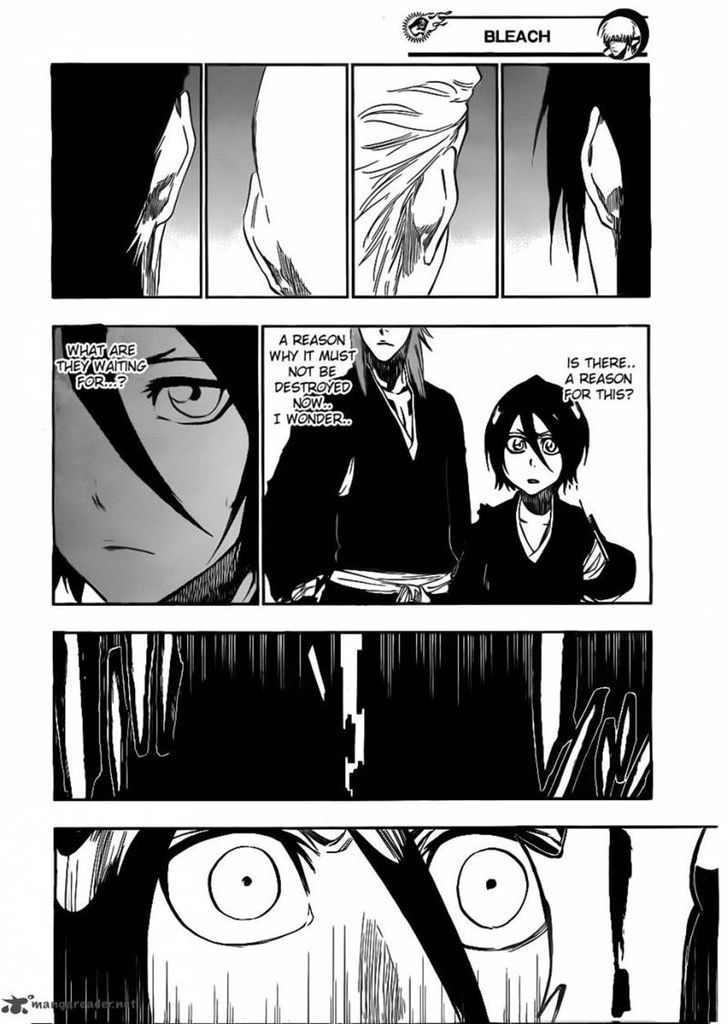 BLEACH
IS THERE..
A REASON
FOR THIS?
A REASON
WHY IT MUST
NOT BE
DESTROYED
NOW..
I WONDER..
WHAT ARE
THEY WAITING
FOR...?
mangareader.net